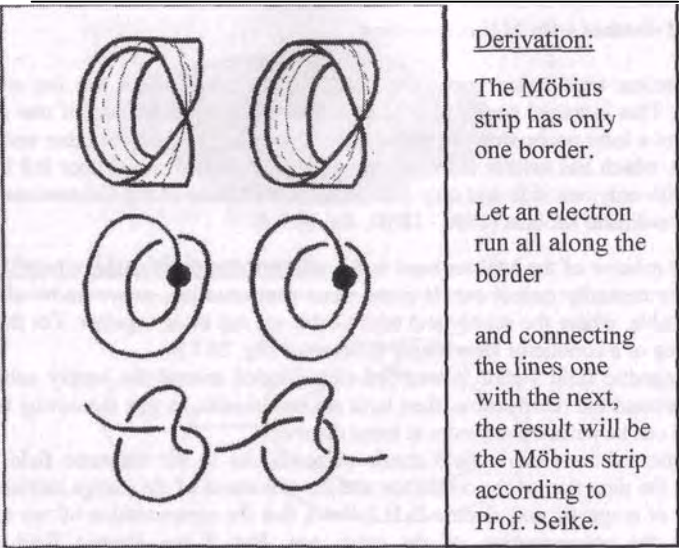 Derivation:
The Möbius
strip has only
one border.
Let an electron
run all along the
border
and connecting
the lines one
with the next,
the result will be
the Möbius strip
according to
Prof. Seike.